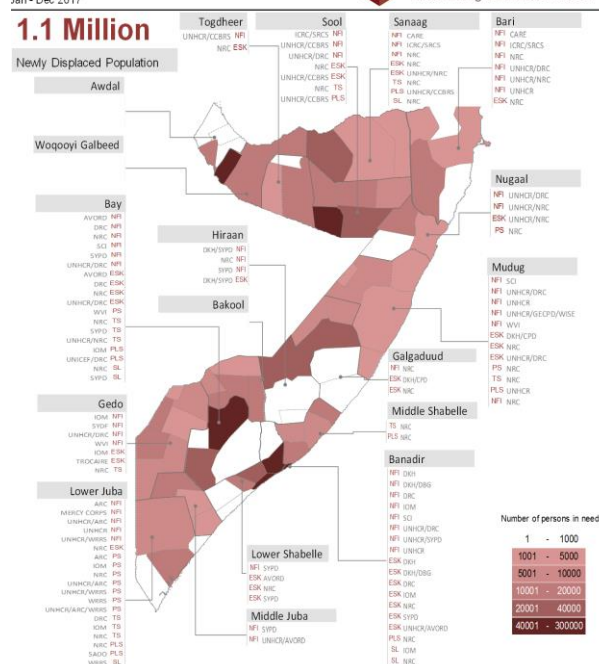 Jan - Dec 2017
1.1 Million
Newly Displaced Population
Togdheer
UNHCR/CCBRS NFI
NRC ESK
Sool
ICRC/SRCS NFI
UNHCR/CCBRS NFI
UNHCR/DRC NFI
NRC ESK
UNHCR/CCBRS ESK
NRC TS
UNHCR/CCBRS PLS
Sanaag
NFI CARE
NFI ICRC/SRCS
NFI NRC
ESK NRC
ESK UNHCR/NRC
TS NRC
PLS UNHCR/CCBRS
SL NRC
Bari
NFI CARE
NFI ICRC/SRCS
NFI NRC
NFI UNHCR/DRC
NFI UNHCR/NRC
NFI UNHCR
ESK NRC
Awdal
Woqooyi Galbeed
Nugaal
NFI UNHCR/DRC
NFI UNHCR/NRC
ESK UNHCR/NRC
PS NRC
Bay
AVORD NFI
DRC NFI
NRC NFI
SCI NFI
SYPD NFI
UNHCR/DRC NFI
AVORD ESK
DRC ESK
NRC ESK
UNHCR/DRC ESK
WVI PS
NRC TS
SYPD TS
UNHCR/NRC TS
IOM PLS
UNICEF/DRC PLS
NRC SL
SYPD SL
Hiraan
DKH/SYPD NFI
NRC NFI
SYPD NFI
DKH/SYPD ESK
Bakool
Mudug
NFI SCI
NFI UNHCR/DRC
NFI UNHCR
NFI UNHCR/GECPD/WISE
NFI WVI
ESK DKH/CPD
ESK NRC
ESK UNHCR/DRC
PS NRC
TS NRC
PLS UNHCR
NFI NRC
Galgaduud
NFI NRC
ESK DKH/CPD
ESK NRC
Gedo
IOM NFI
SYDF NFI
UNHCR/DRC NFI
WVI NFI
IOM ESK
TROCAIRE ESK
NRC TS
Middle Shabelle
TS NRC
PLS NRC
Banadir
NFI DKH
NFI DKH/DBG
NFI DRC
NFI IOM
NFI SCI
NFI UNHCR/DRC
NFI UNHCR/SYPD
NFI UNHCR
ESK DKH
ESK DKH/DBG
ESK DRC
ESK IOM
ESK NRC
ESK SYPD
ESK UNHCR/AVORD
PLS NRC
SL IOM
SL NRC
Lower Juba
ARC NFI
MERCY CORPS NFI
UNHCR/ARC NFI
UNHCR NFI
UNHCR/WRRS NFI
NRC ESK
ARC PS
IOM PS
NRC PS
UNHCR/ARC PS
UNHCR/WRRS PS
WRRS PS
UNHCR/ARC/WRRS PS
DRC TS
IOM TS
NRC TS
NRC PLS
SADO PLS
WRRS SL
Lower Shabelle
NFI SYPD
ESK AVORD
ESK NRC
ESK SYPD
Middle Juba
NFI SYPD
NFI UNHCR/AVORD
Number of persons in need
1 - 1000
1001 - 5000
5001 - 10000
10001 - 20000
20001 40000
40001 - 300000